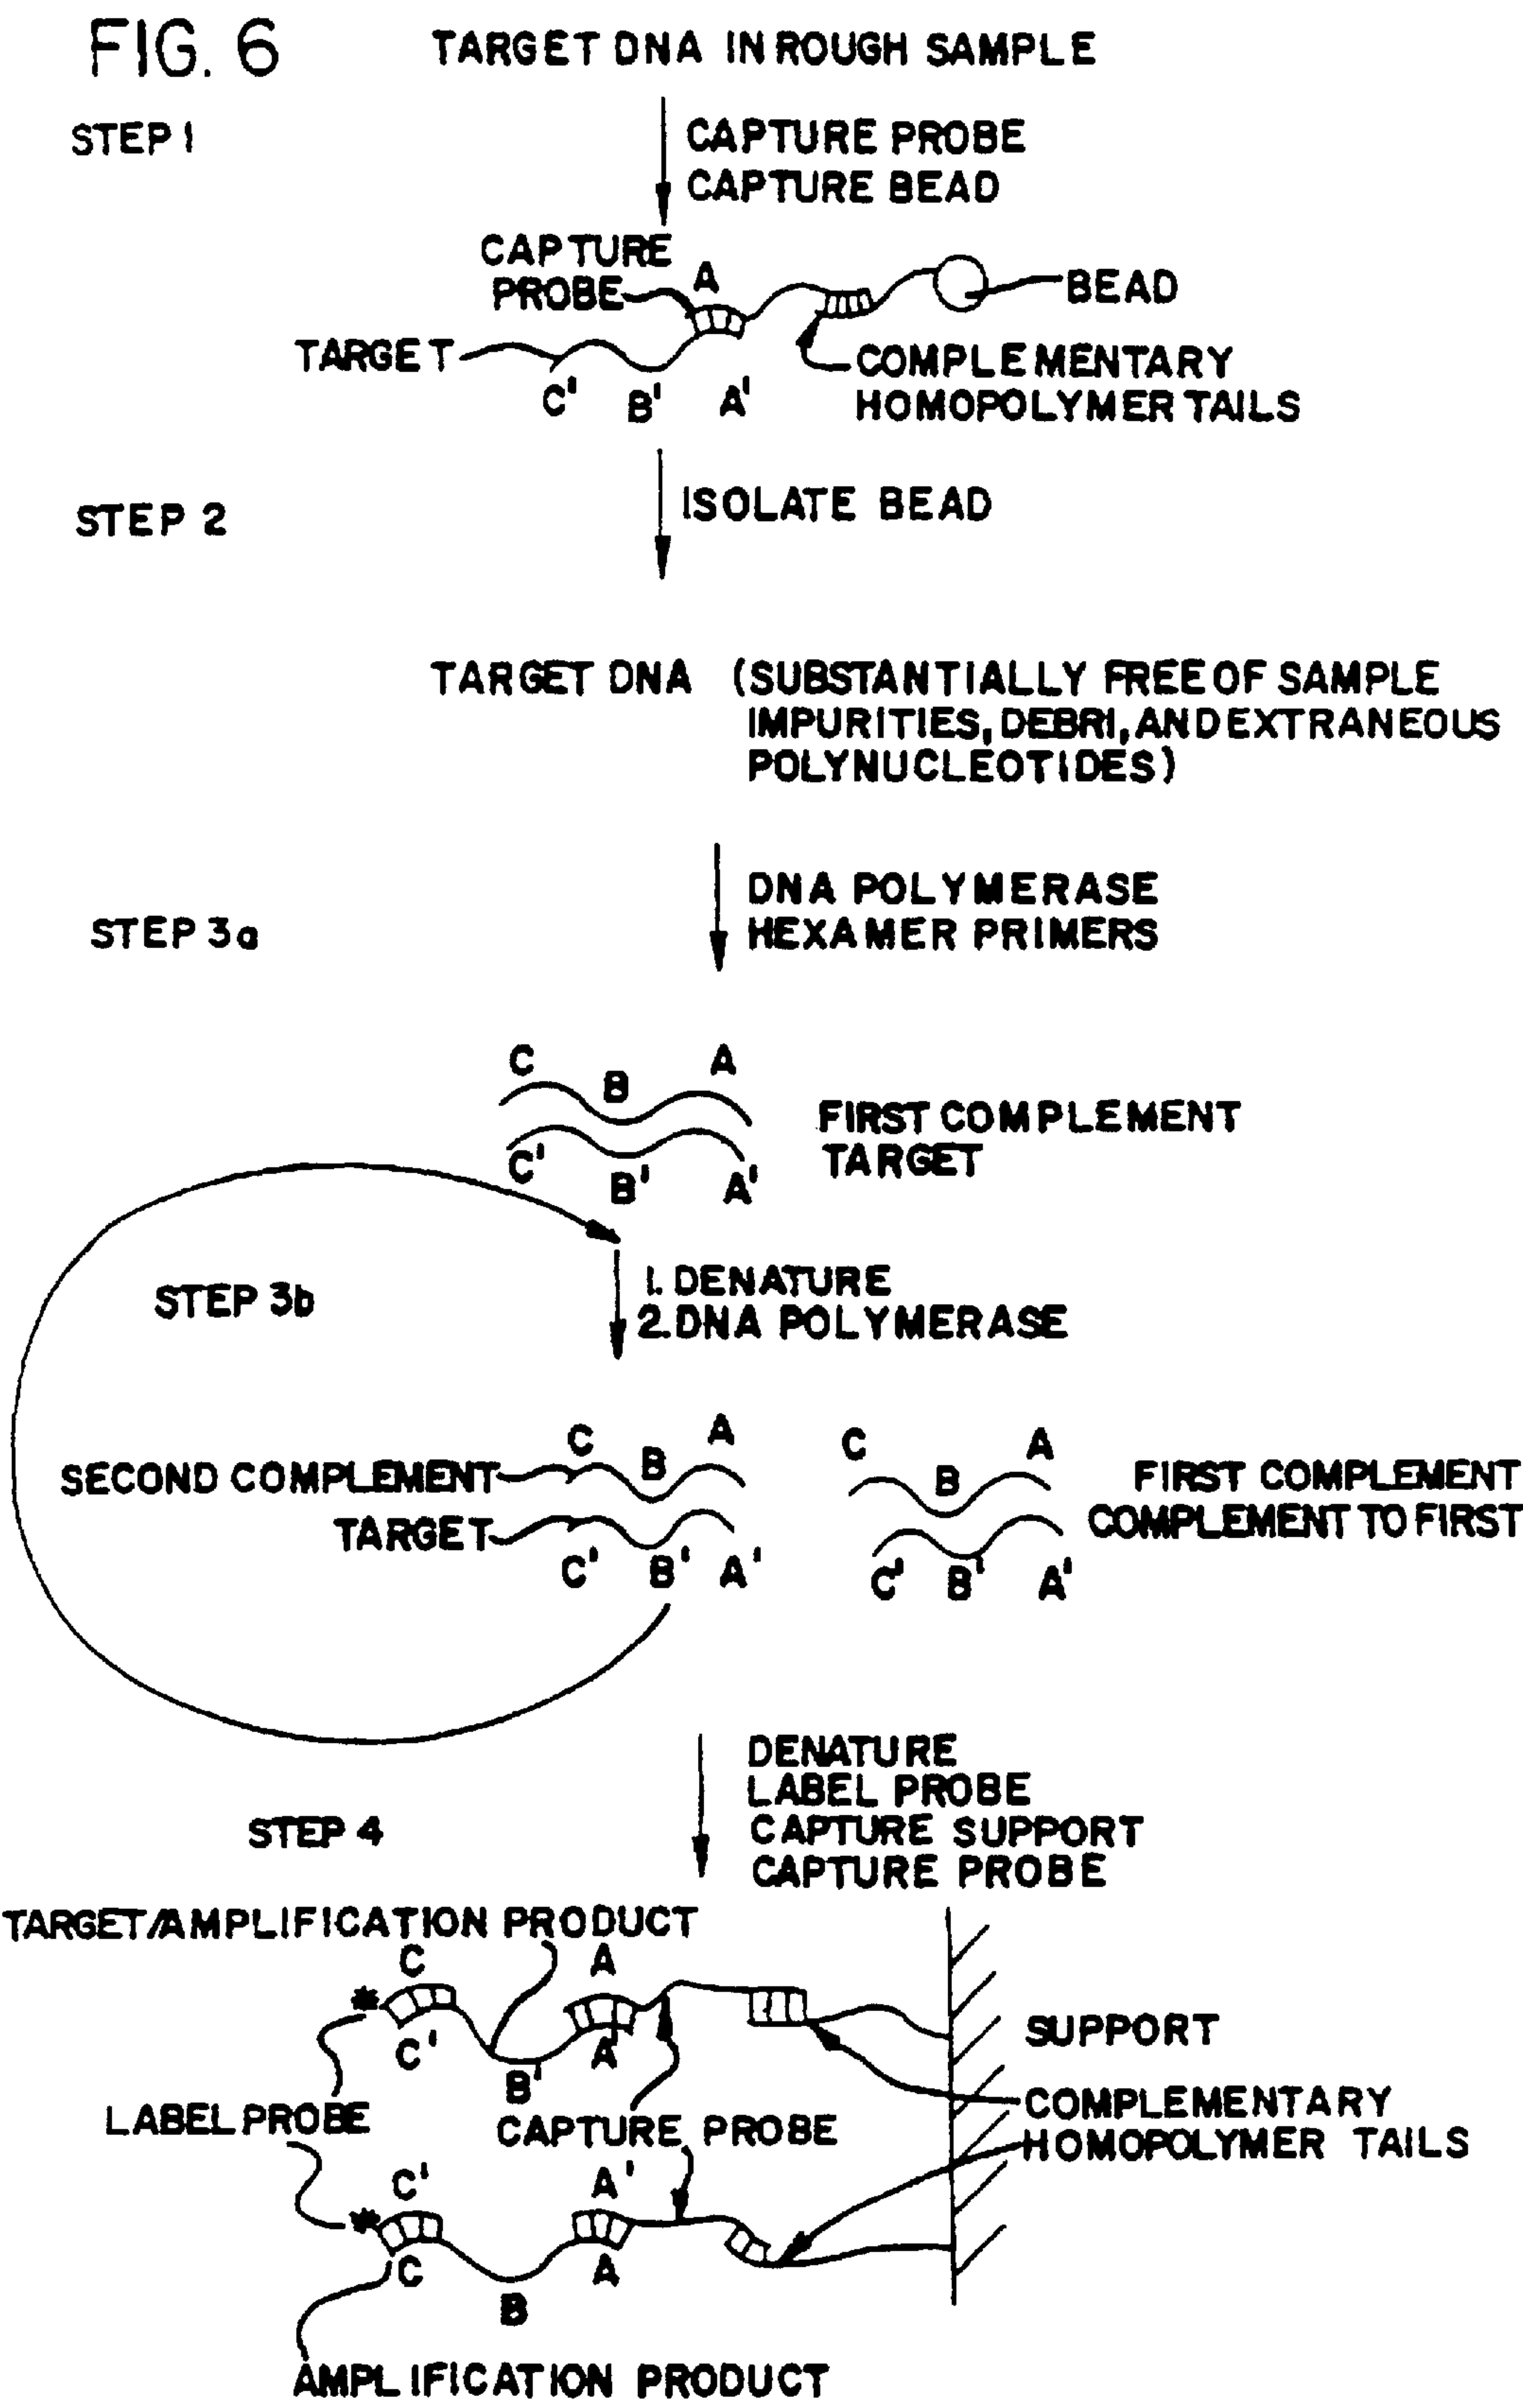 FIG. 6
TARGET DNA IN ROUGH SAMPLE
STEP 1
CAPTURE PROBE
CAPTURE BEAD
CAPTURE
PROBE
A
BEAD
TARGET
COMPLEMENTARY
HOMOPOLYMER TAILS
C' B' A'
STEP 2
ISOLATE BEAD
TARGET DNA (SUBSTANTIALLY FREE OF SAMPLE
IMPURITIES, DEBRI, AND EXTRANEOUS
POLYNUCLEOTIDES)
STEP 3a
DNA POLYMERASE
HEXAMER PRIMERS
C B A
FIRST COMPLEMENT
TARGET
C' B' A'
STEP 3b
1. DENATURE
2. DNA POLYMERASE
C B A
C B A
SECOND COMPLEMENT
FIRST COMPLEMENT
TARGET
COMPLEMENT TO FIRST
C' B' A'
C' B' A'
STEP 4
DENATURE
LABEL PROBE
CAPTURE SUPPORT
CAPTURE PROBE
TARGET/AMPLIFICATION PRODUCT
C A
*
C' B' A'
SUPPORT
LABEL PROBE
CAPTURE PROBE
COMPLEMENTARY
HOMOPOLYMER TAILS
C' A'
*
C B A
AMPLIFICATION PRODUCT